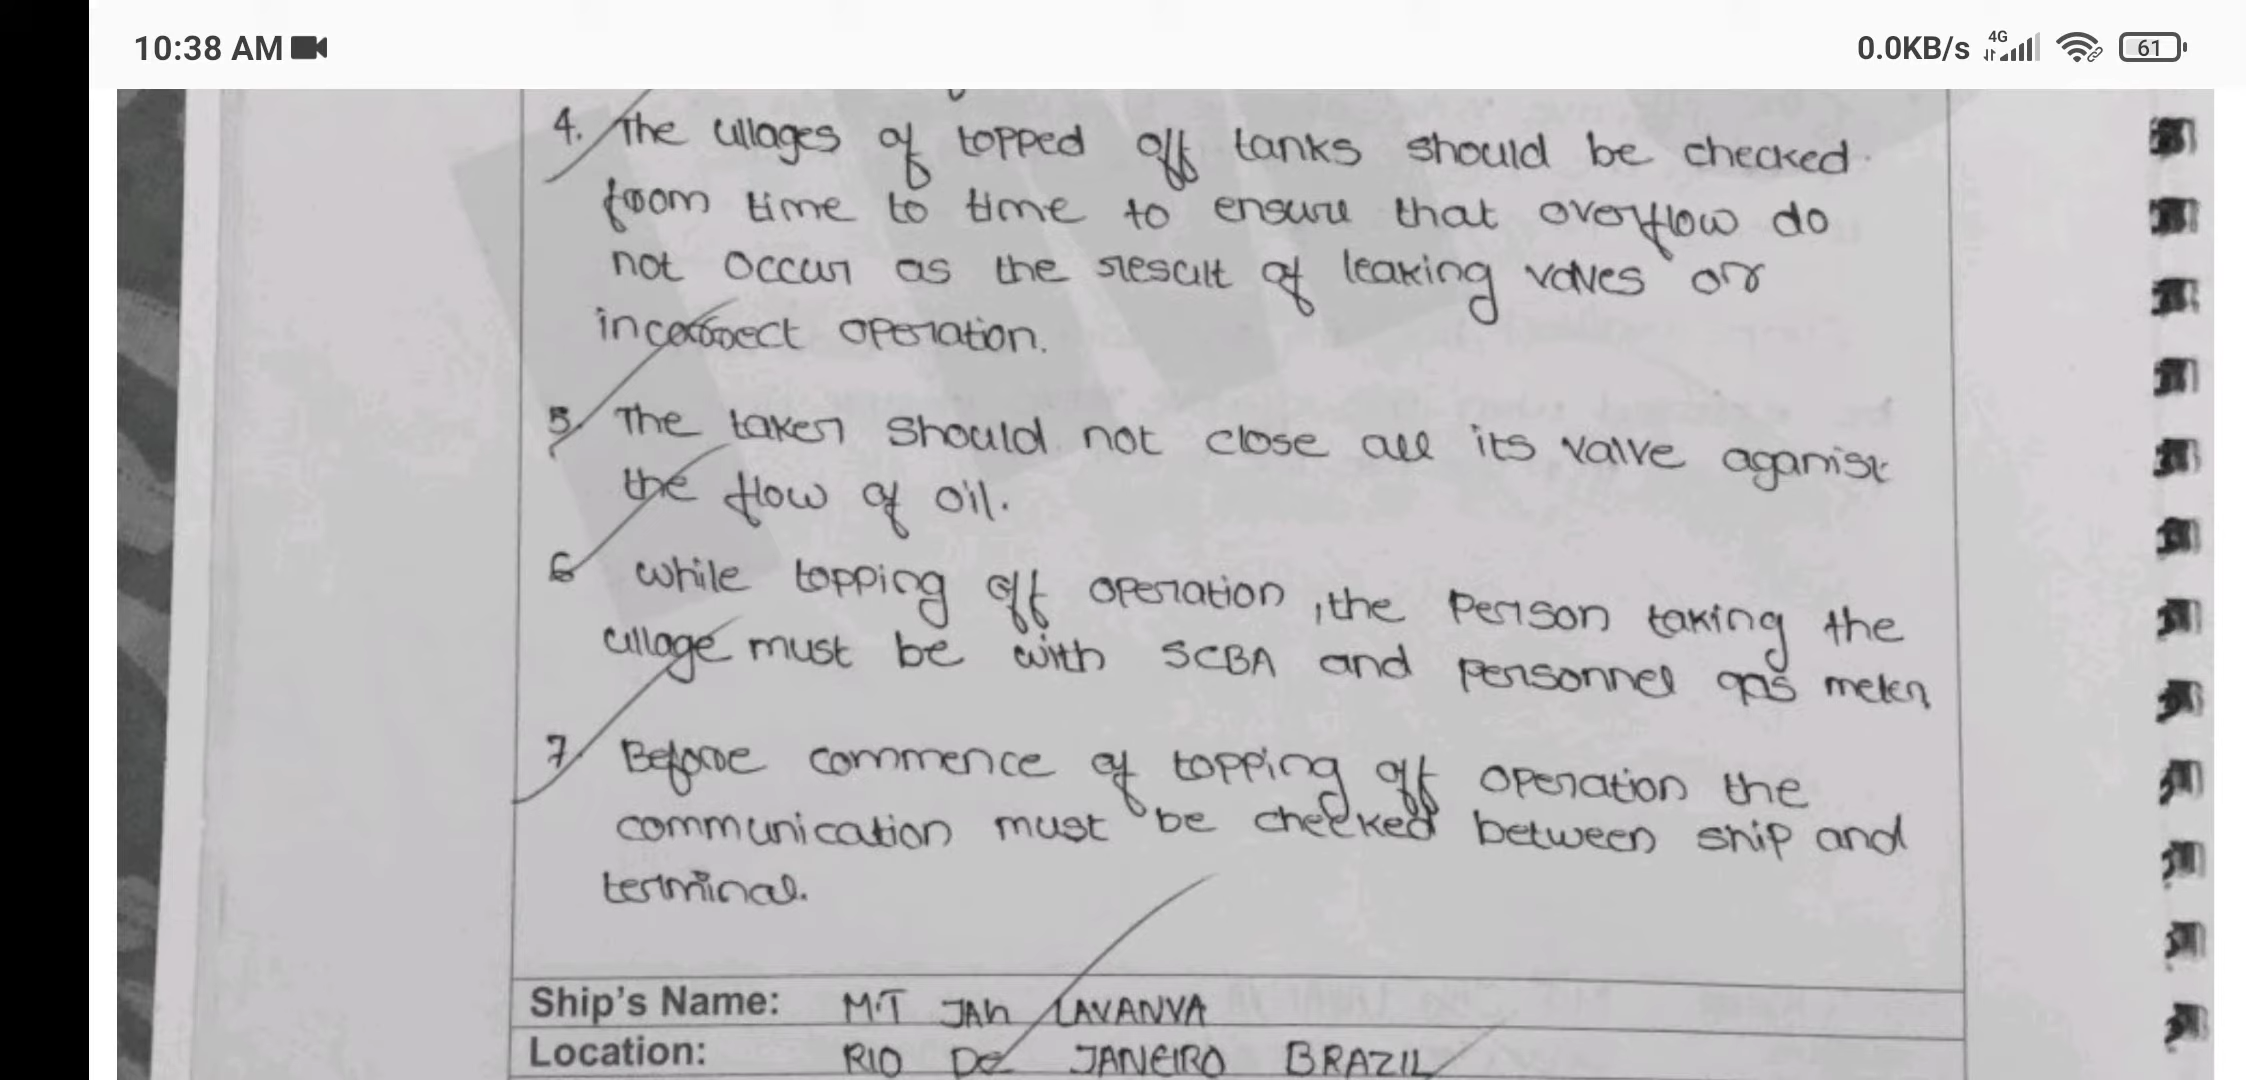 10:38 AM
0.0KB/s 4G 61
4. The ullages of topped off tanks should be checked
from time to time to ensure that overflow do
not occur as the result of leaking valves or
incorrect operation.
5. The taker should not close all its valve aganist
the flow of oil.
6 while topping off operation, the person taking the
ullage must be with SCBA and personnel gas meter
7. Before commence of topping off operation the
communication must be checked between ship and
terminal.
Ship's Name: M.T JAH LAVANYA
Location: RIO DE JANEIRO BRAZIL